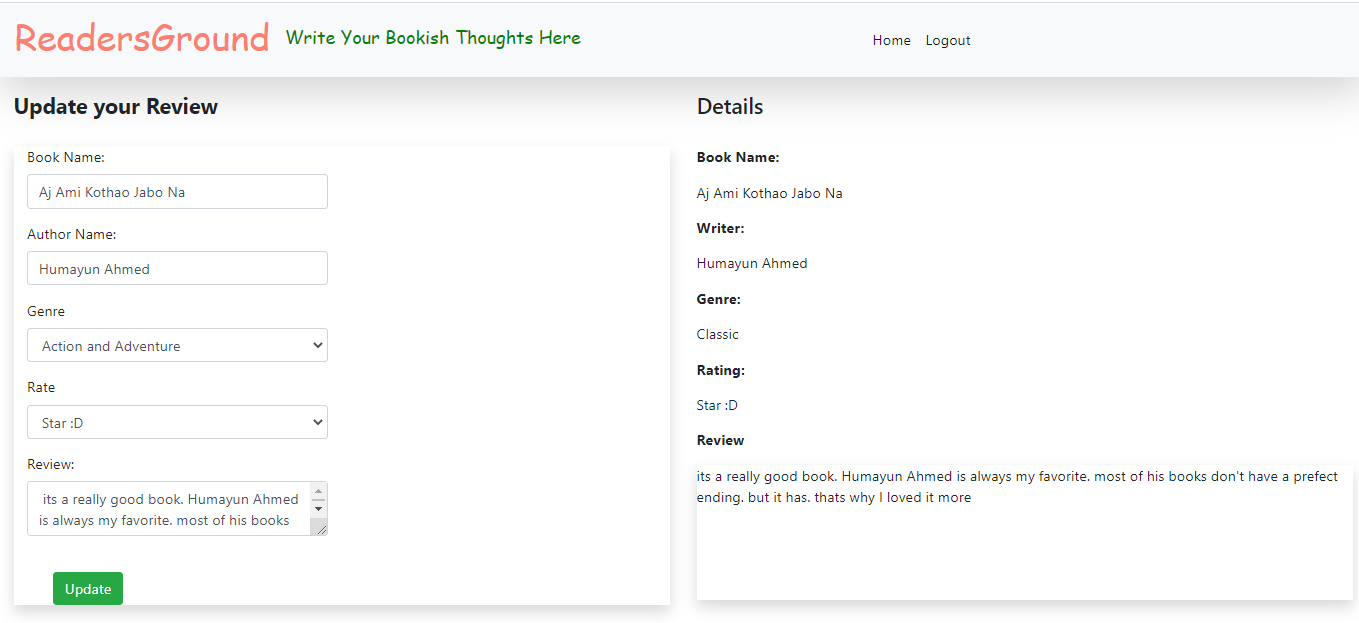 ReadersGround Write Your Bookish Thoughts Here Home Logout
Update your Review
Book Name:
Aj Ami Kothao Jabo Na
Author Name:
Humayun Ahmed
Genre
Action and Adventure
Rate
Star :D
Review:
its a really good book. Humayun Ahmed
is always my favorite. most of his books
Update
Details
Book Name:
Aj Ami Kothao Jabo Na
Writer:
Humayun Ahmed
Genre:
Classic
Rating:
Star :D
Review
its a really good book. Humayun Ahmed is always my favorite. most of his books don't have a prefect
ending. but it has. thats why I loved it more